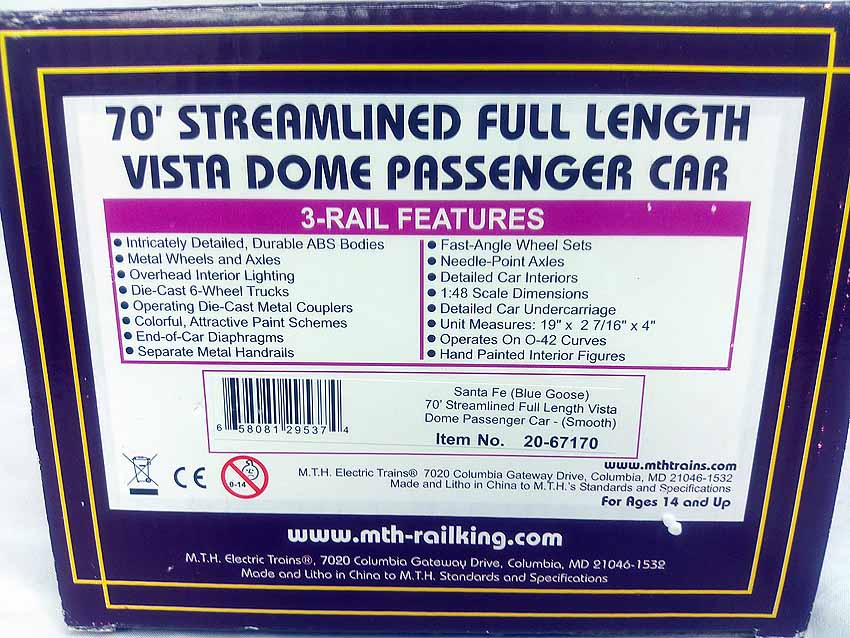 70' STREAMLINED FULL LENGTH
VISTA DOME PASSENGER CAR
3-RAIL FEATURES
• Intricately Detailed, Durable ABS Bodies
• Metal Wheels and Axles
• Overhead Interior Lighting
• Die-Cast 6-Wheel Trucks
• Operating Die-Cast Metal Couplers
• Colorful, Attractive Paint Schemes
• End-of-Car Diaphragms
• Separate Metal Handrails
• Fast-Angle Wheel Sets
• Needle-Point Axles
• Detailed Car Interiors
• 1:48 Scale Dimensions
• Detailed Car Undercarriage
• Unit Measures: 19" x 2 7/16" x 4"
• Operates On O-42 Curves
• Hand Painted Interior Figures
6 58081 29537 4
Santa Fe (Blue Goose)
70' Streamlined Full Length Vista
Dome Passenger Car - (Smooth)
Item No. 20-67170
CE
0-14
www.mthtrains.com
M.T.H. Electric Trains® 7020 Columbia Gateway Drive, Columbia, MD 21046-1532
Made and Litho in China to M.T.H.'s Standards and Specifications
For Ages 14 and Up
www.mth-railking.com
M.T.H. Electric Trains®, 7020 Columbia Gateway Drive, Columbia, MD 21046-1532
Made and Litho in China to M.T.H. Standards and Specifications